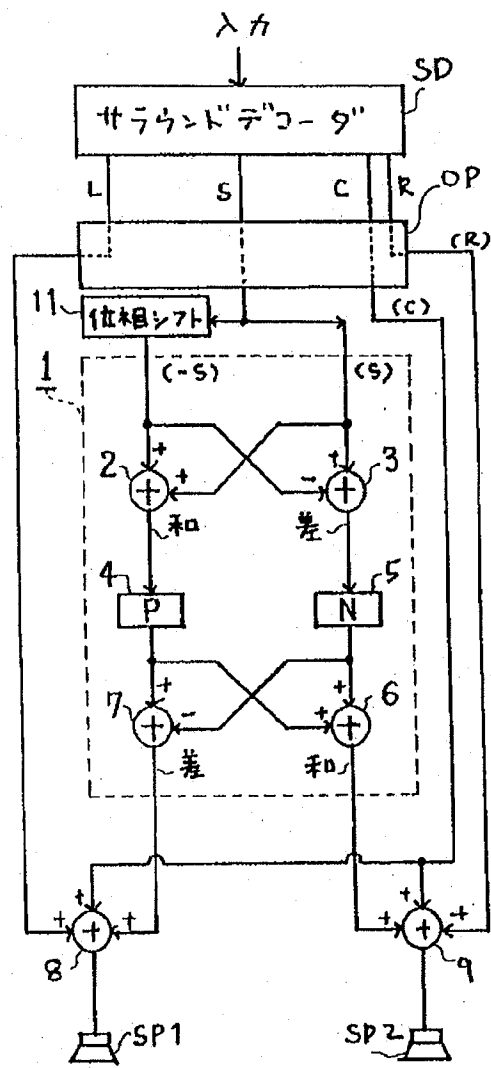 入力
SD
サラウンドデコーダ
L S C R
OP
(R)
(C)
11
位相シフト
1
(-S) (S)
+ +
2 + - 3
+ +
和 差
4 5
P N
+ +
7 - + 6
+ +
差 和
+ +
+ + + +
+ +
8 9
SP1 SP2